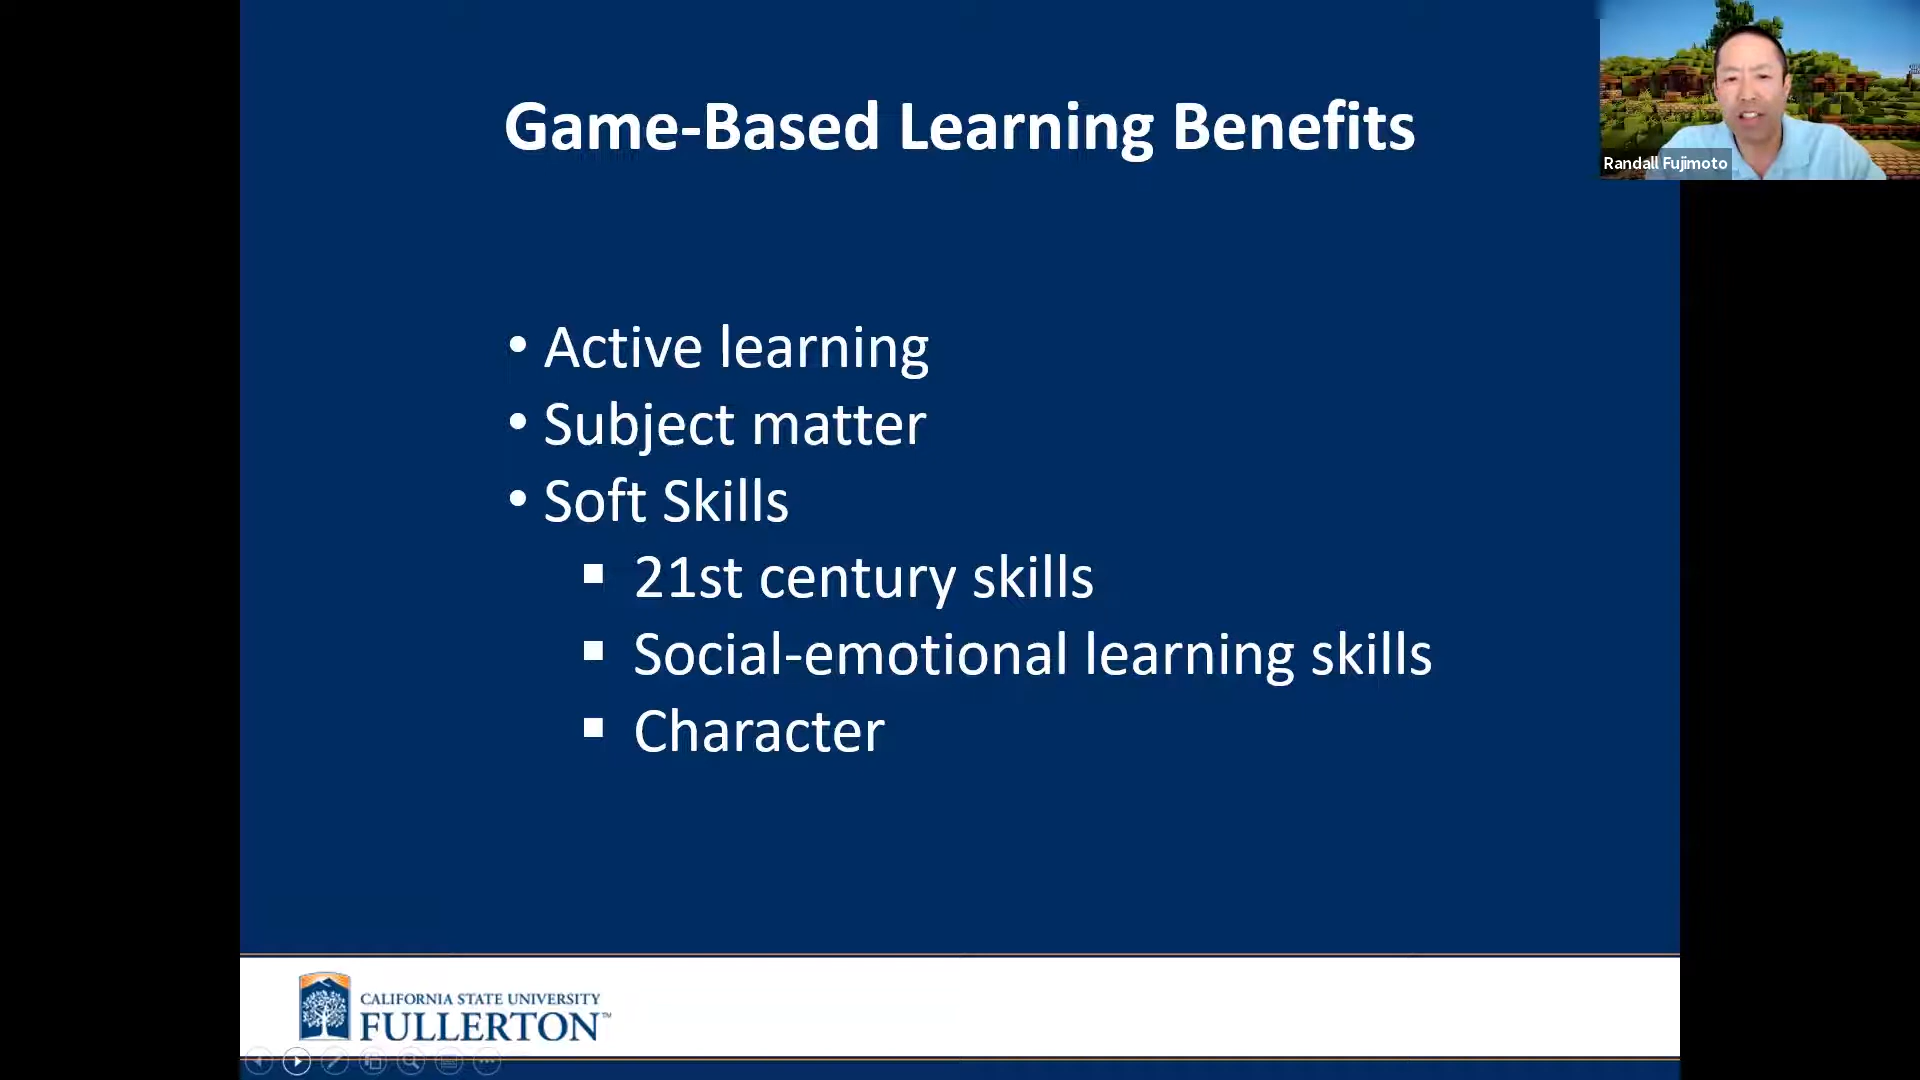 Game-Based Learning Benefits
Randall Fujimoto
• Active learning
• Subject matter
• Soft Skills
▪ 21st century skills
▪ Social-emotional learning skills
▪ Character
CALIFORNIA STATE UNIVERSITY
FULLERTON™